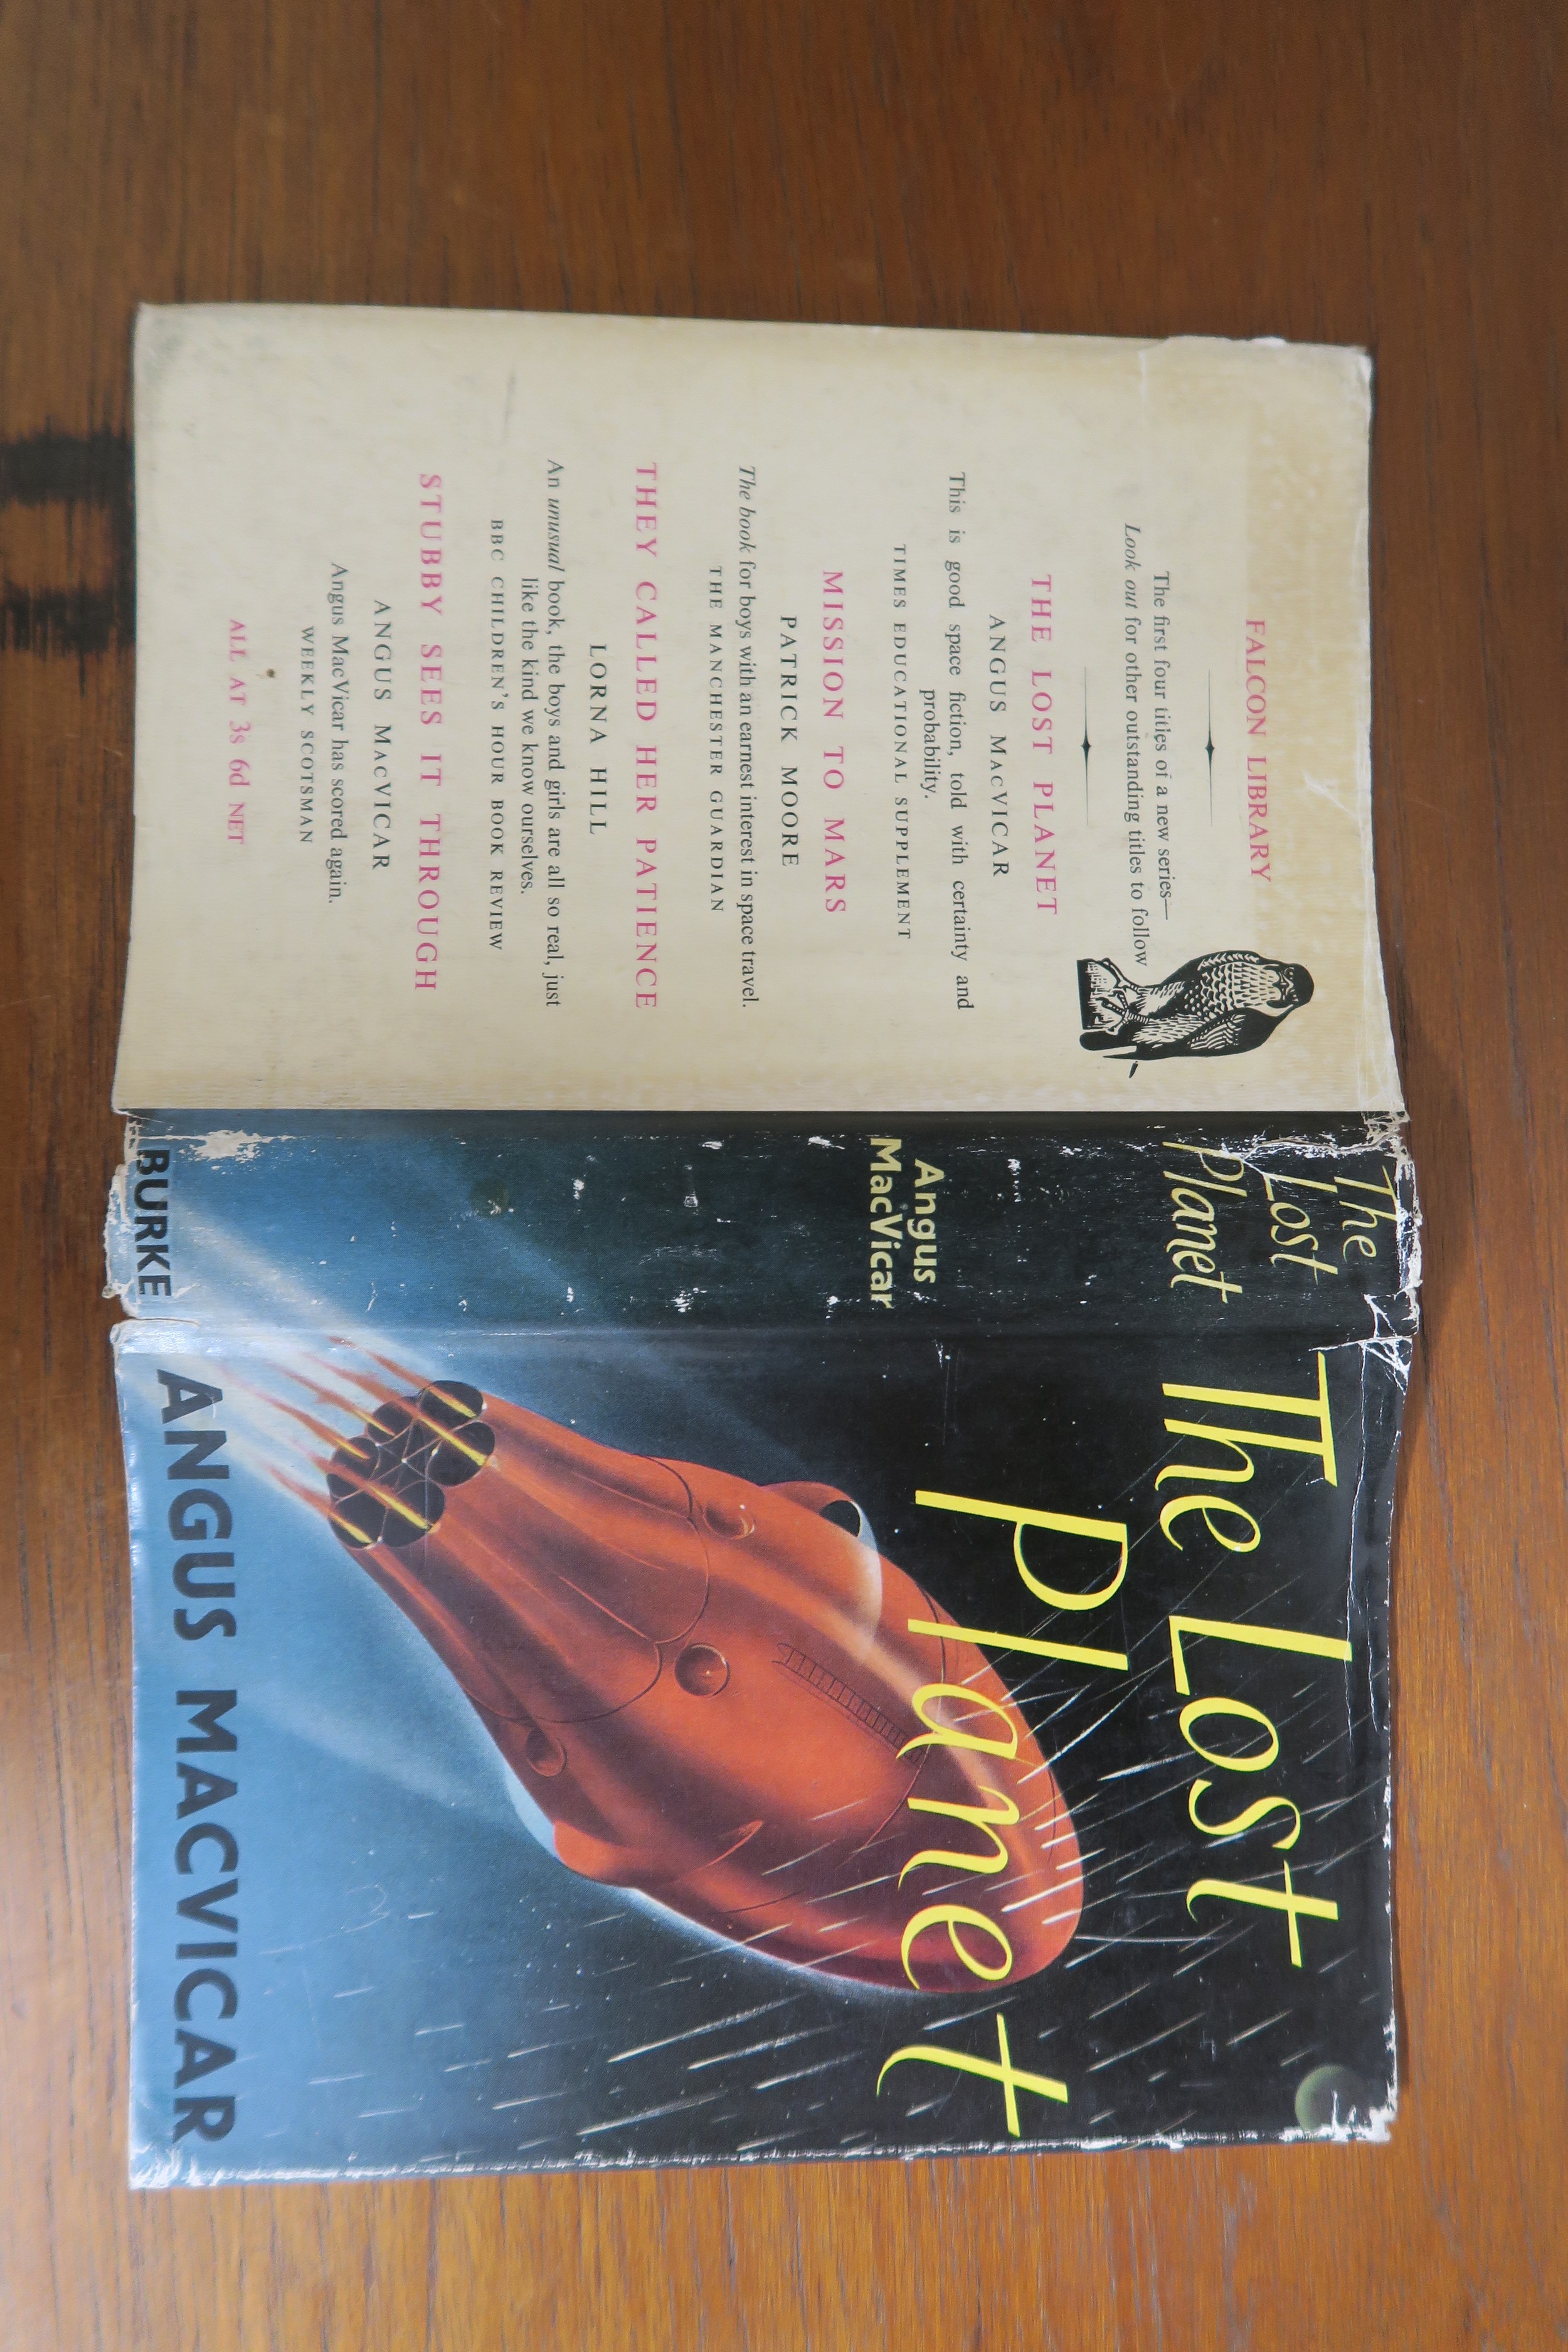 FALCON LIBRARY
The first four titles of a new series—
Look out for other outstanding titles to follow
THE LOST PLANET
ANGUS MACVICAR
This is good space fiction, told with certainty and
probability.
TIMES EDUCATIONAL SUPPLEMENT
MISSION TO MARS
PATRICK MOORE
The book for boys with an earnest interest in space travel.
THE MANCHESTER GUARDIAN
THEY CALLED HER PATIENCE
LORNA HILL
An unusual book, the boys and girls are all so real, just
like the kind we know ourselves.
BBC CHILDREN'S HOUR BOOK REVIEW
STUBBY SEES IT THROUGH
ANGUS MACVICAR
Angus MacVicar has scored again.
WEEKLY SCOTSMAN
ALL AT 3s 6d NET
The
Lost
Planet
Angus
MacVicar
BURKE
The Lost
Planet
ANGUS MACVICAR